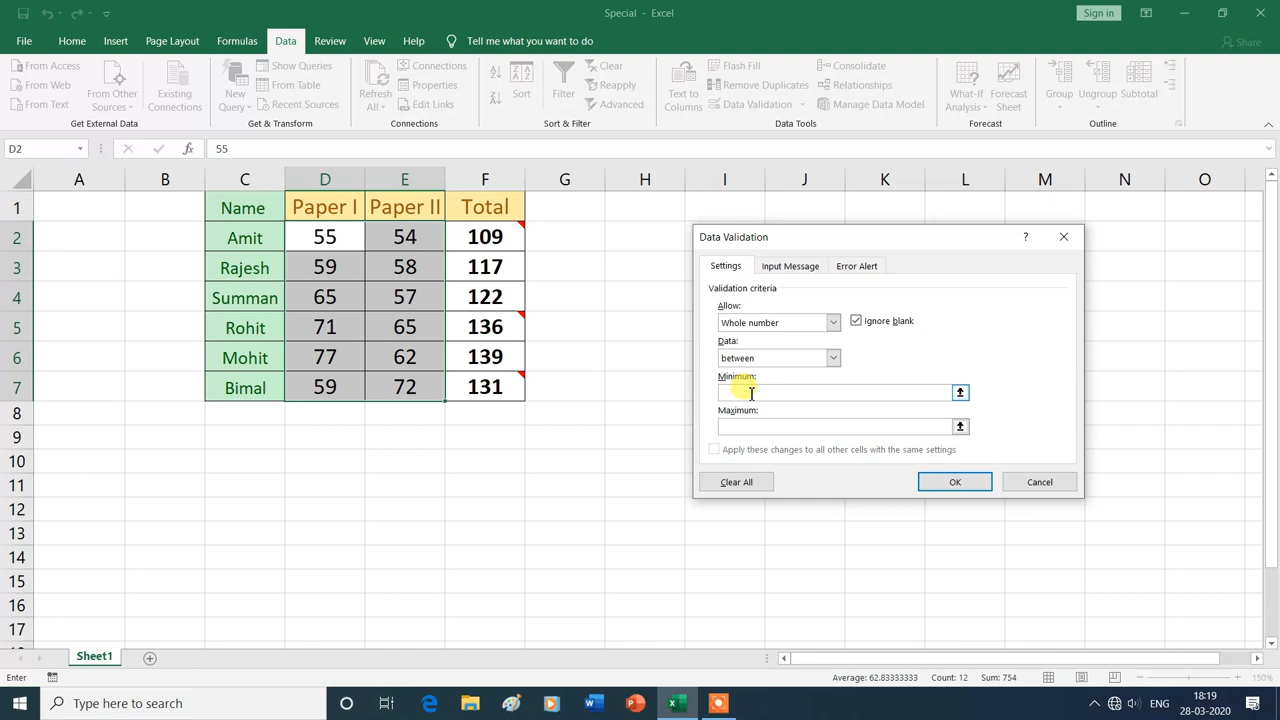 Special - Excel
Sign in
File Home Insert Page Layout Formulas Data Review View Help Tell me what you want to do Share
From Access
From Web
From Text
From Other Sources
Existing Connections
Get External Data
New Query
Show Queries
From Table
Recent Sources
Get & Transform
Refresh All
Connections
Properties
Edit Links
Connections
Sort
Filter
Clear
Reapply
Advanced
Sort & Filter
Text to Columns
Flash Fill
Remove Duplicates
Data Validation
Consolidate
Relationships
Manage Data Model
Data Tools
What-If Analysis
Forecast Sheet
Forecast
Group
Ungroup
Subtotal
Outline
D2 fx 55
A B C D E F G H I J K L M N O
1 Name Paper I Paper II Total
2 Amit 55 54 109
3 Rajesh 59 58 117
4 Summan 65 57 122
5 Rohit 71 65 136
6 Mohit 77 62 139
7 Bimal 59 72 131
8
9
10
11
12
13
14
15
16
17
Data Validation ?
Settings Input Message Error Alert
Validation criteria
Allow:
Whole number Ignore blank
Data:
between
Minimum:
Maximum:
Apply these changes to all other cells with the same settings
Clear All OK Cancel
Sheet1
Enter Average: 62.83333333 Count: 12 Sum: 754 150%
Type here to search ENG 18:19
28-03-2020